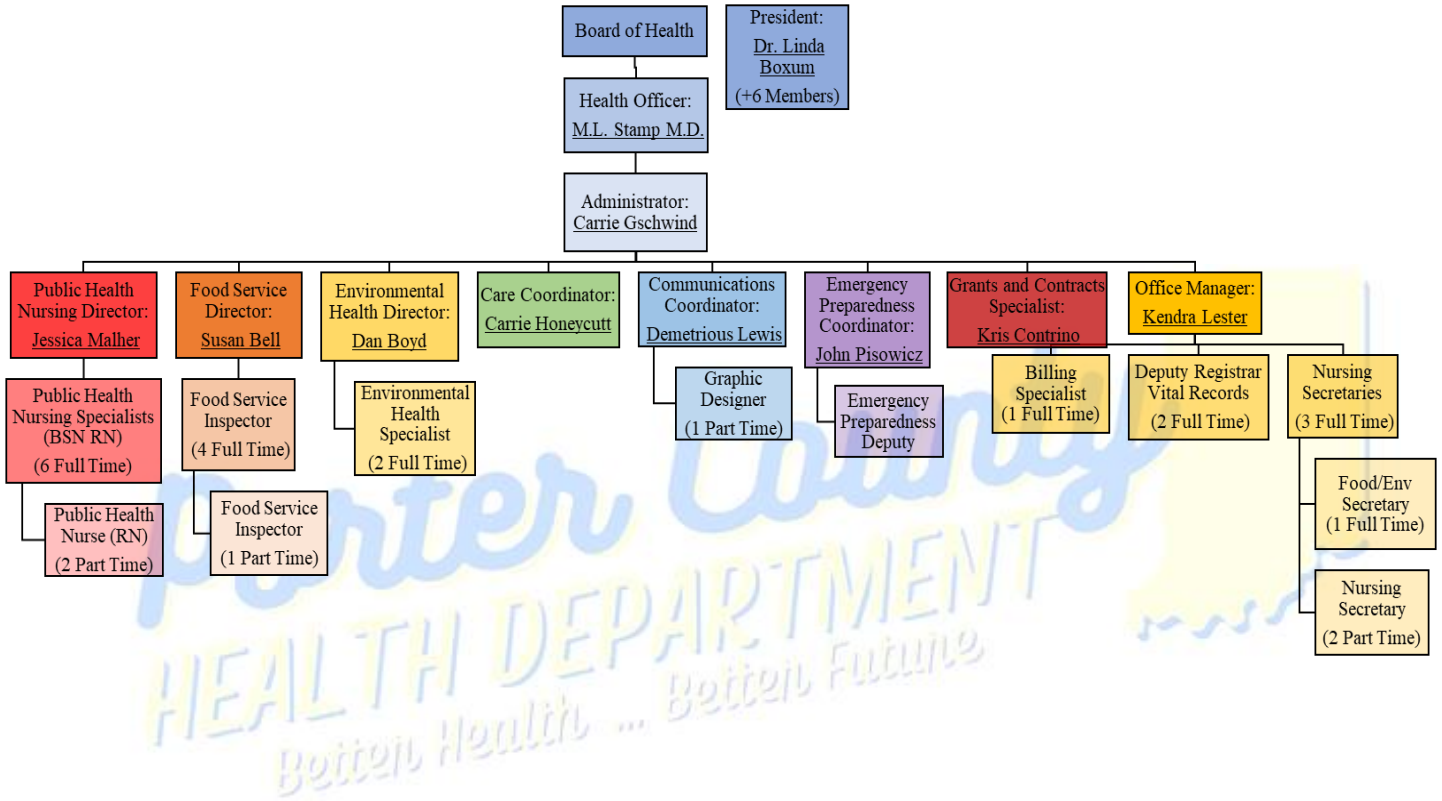 Board of Health
President:
Dr. Linda
Boxum
(+6 Members)
Health Officer:
M.L. Stamp M.D.
Administrator:
Carrie Gschwind
Public Health
Nursing Director:
Jessica Malher
Food Service
Director:
Susan Bell
Environmental
Health Director:
Dan Boyd
Care Coordinator:
Carrie Honeycutt
Communications
Coordinator:
Demetrious Lewis
Emergency
Preparedness
Coordinator:
John Pisowicz
Grants and Contracts
Specialist:
Kris Contrino
Office Manager:
Kendra Lester
Public Health
Nursing Specialists
(BSN RN)
(6 Full Time)
Food Service
Inspector
(4 Full Time)
Environmental
Health
Specialist
(2 Full Time)
Graphic
Designer
(1 Part Time)
Emergency
Preparedness
Deputy
Billing
Specialist
(1 Full Time)
Deputy Registrar
Vital Records
(2 Full Time)
Nursing
Secretaries
(3 Full Time)
Public Health
Nurse (RN)
(2 Part Time)
Food Service
Inspector
(1 Part Time)
Food/Env
Secretary
(1 Full Time)
Nursing
Secretary
(2 Part Time)
Porter County
HEALTH DEPARTMENT
Better Health ... Better Future